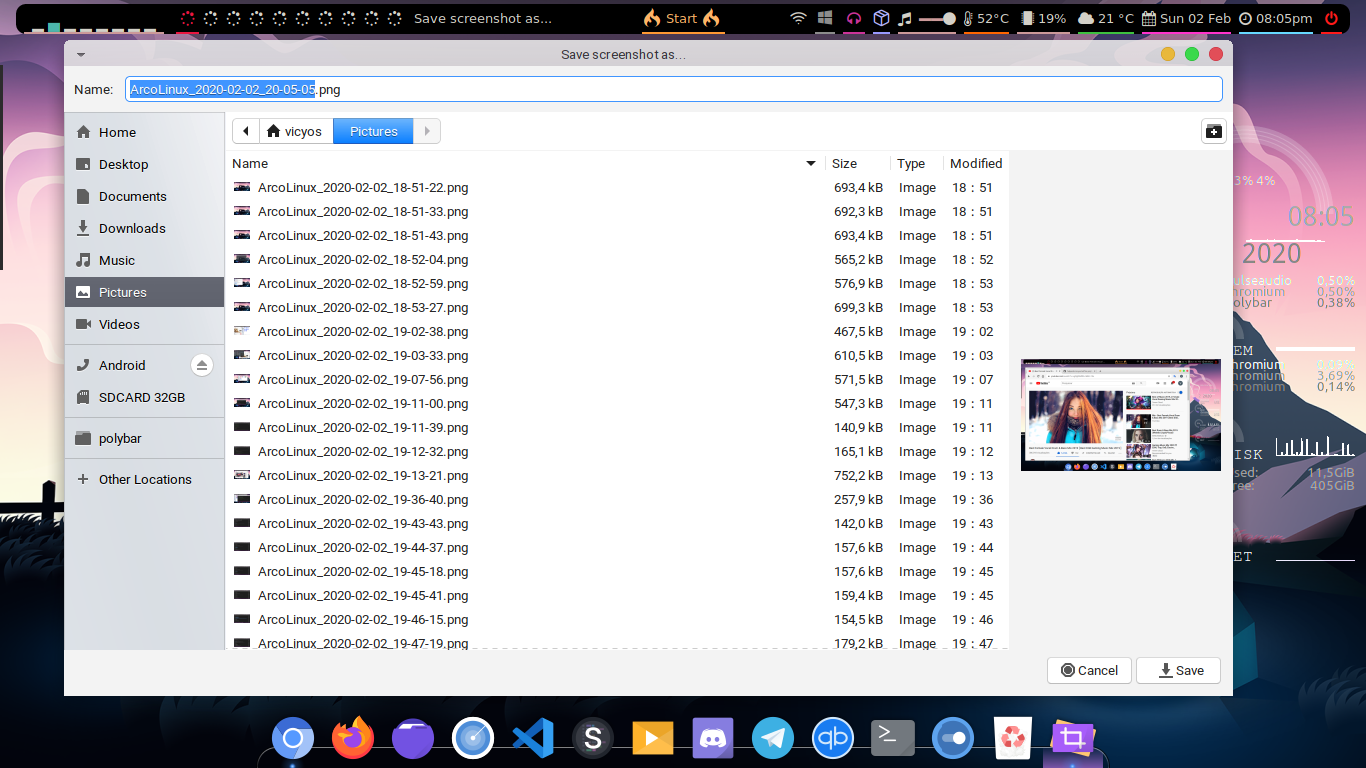 Save screenshot as... Start 52°C 19% 21 °C Sun 02 Feb 08:05pm
Save screenshot as...
Name: ArcoLinux_2020-02-02_20-05-05.png
Home
Desktop
Documents
Downloads
Music
Pictures
Videos
Android
SDCARD 32GB
polybar
Other Locations
vicyos Pictures
Name Size Type Modified
ArcoLinux_2020-02-02_18-51-22.png 693,4 kB Image 18 : 51
ArcoLinux_2020-02-02_18-51-33.png 692,3 kB Image 18 : 51
ArcoLinux_2020-02-02_18-51-43.png 693,4 kB Image 18 : 51
ArcoLinux_2020-02-02_18-52-04.png 565,2 kB Image 18 : 52
ArcoLinux_2020-02-02_18-52-59.png 576,9 kB Image 18 : 53
ArcoLinux_2020-02-02_18-53-27.png 699,3 kB Image 18 : 53
ArcoLinux_2020-02-02_19-02-38.png 467,5 kB Image 19 : 02
ArcoLinux_2020-02-02_19-03-33.png 610,5 kB Image 19 : 03
ArcoLinux_2020-02-02_19-07-56.png 571,5 kB Image 19 : 07
ArcoLinux_2020-02-02_19-11-00.png 547,3 kB Image 19 : 11
ArcoLinux_2020-02-02_19-11-39.png 140,9 kB Image 19 : 11
ArcoLinux_2020-02-02_19-12-32.png 165,1 kB Image 19 : 12
ArcoLinux_2020-02-02_19-13-21.png 752,2 kB Image 19 : 13
ArcoLinux_2020-02-02_19-36-40.png 257,9 kB Image 19 : 36
ArcoLinux_2020-02-02_19-43-43.png 142,0 kB Image 19 : 43
ArcoLinux_2020-02-02_19-44-37.png 157,6 kB Image 19 : 44
ArcoLinux_2020-02-02_19-45-18.png 157,6 kB Image 19 : 45
ArcoLinux_2020-02-02_19-45-41.png 159,4 kB Image 19 : 45
ArcoLinux_2020-02-02_19-46-15.png 154,5 kB Image 19 : 46
ArcoLinux_2020-02-02_19-47-19.png 179,2 kB Image 19 : 47
Cancel Save
3% 4%
08:05
2020
ulseaudio 0,50%
hromium 0,50%
olybar 0,38%
EM
hromium
hromium 3,69%
hromium 0,14%
ISK
sed: 11,5GiB
ree: 405GiB
ET
S
qb